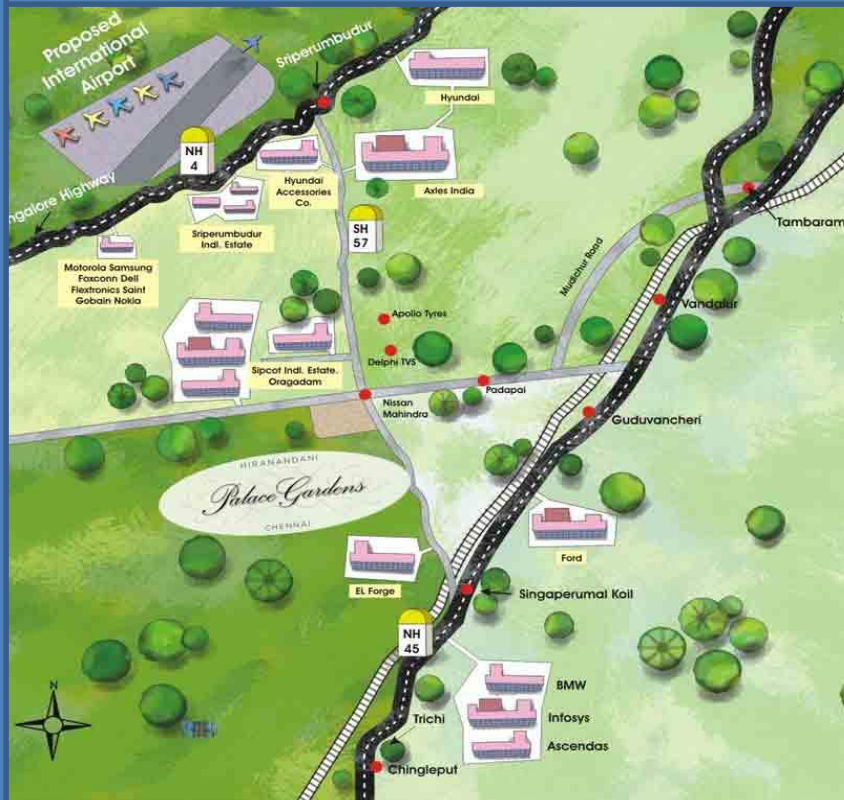 Proposed
International
Airport
Sriperumbudur
Hyundai
NH
4
Hyundai
Accessories
Co.
Axles India
ngalore Highway
Sriperumbudur
Indl. Estate
SH
57
Tambaram
Motorola Samsung
Foxconn Dell
Flextronics Saint
Gobain Nokia
Mudichur Road
Vandalur
Apollo Tyres
Delphi TVS
Sipcot Indl. Estate.
Oragadam
Padapai
Nissan
Mahindra
Guduvancheri
HIRANANDANI
Palace Gardens
CHENNAI
Ford
EL Forge
Singaperumal Koil
NH
45
BMW
Infosys
Ascendas
N
Trichi
Chingleput